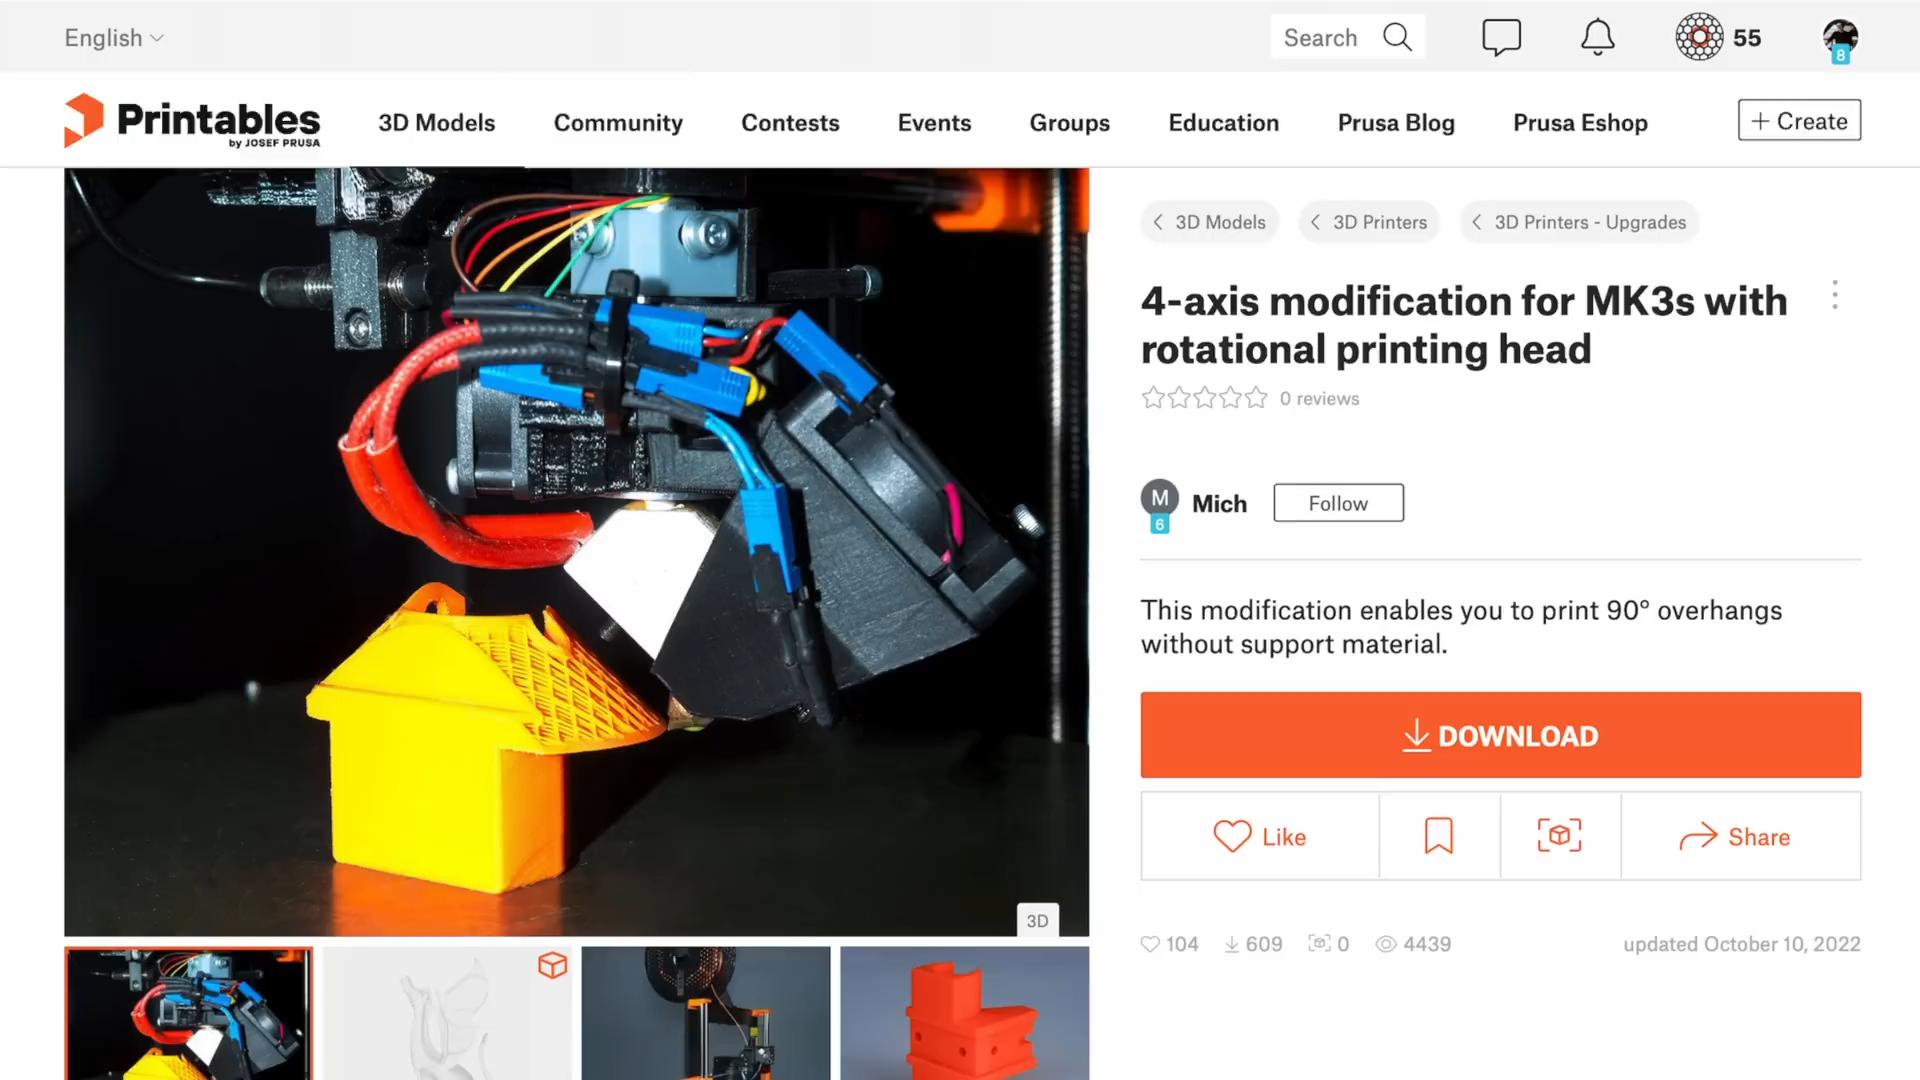 English
Search
55
8
Printables
by JOSEF PRUSA
3D Models
Community
Contests
Events
Groups
Education
Prusa Blog
Prusa Eshop
+ Create
3D Models
3D Printers
3D Printers - Upgrades
4-axis modification for MK3s with
rotational printing head
0 reviews
M
6
Mich
Follow
This modification enables you to print 90° overhangs
without support material.
DOWNLOAD
Like
Share
3D
104
609
0
4439
updated October 10, 2022